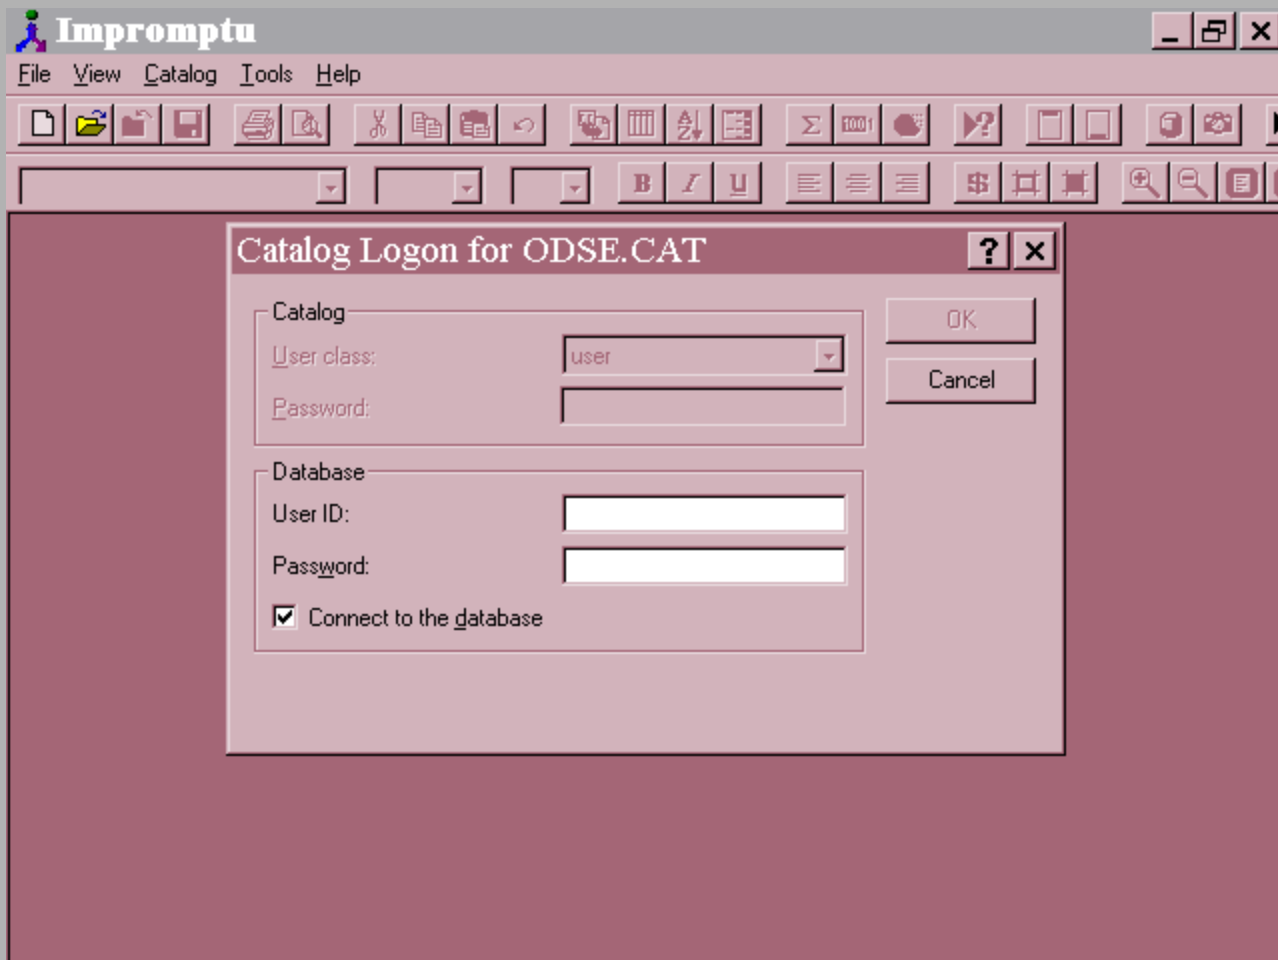 Impromptu
File View Catalog Tools Help
B I U $
Catalog Logon for ODSE.CAT
Catalog
User class: user
Password:
OK
Cancel
Database
User ID:
Password:
Connect to the database